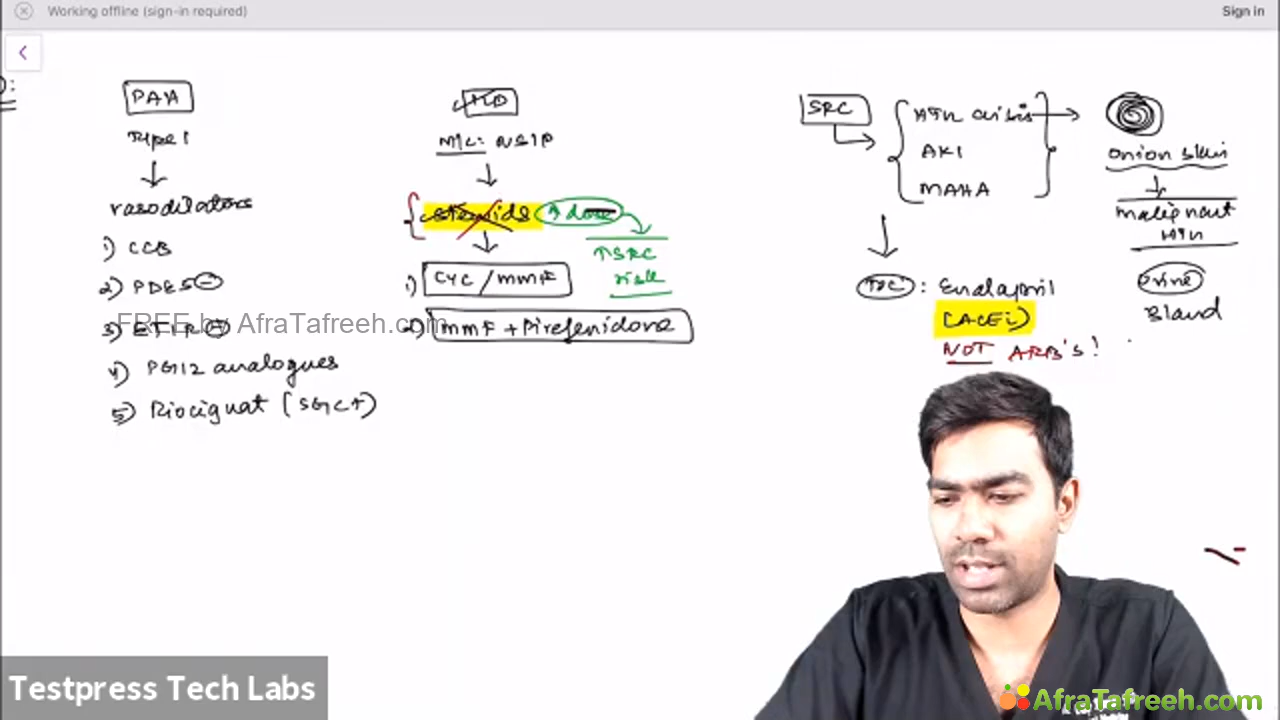 Working offline (sign-in required)
Sign in
PAH
Type 1
vasodilators
1) CCB
2) PDE5 ⊖
3) ETIR ⊖
4) PGI2 analogues
5) Riociguat (SGC↑)
ILD
M/C: NSIP
steroids ↑ dose
↑ SRC
risk
1) CYC / MMF
2) MMF + Pirefenidone
SRC
HTN crisis
AKI
MAHA
TOC : Enalapril
(ACEi)
NOT ARB's!
onion skin
malignant
HTN
Urine
Bland
FREE by AfraTafreeh.com
Testpress Tech Labs
AfraTafreeh.com